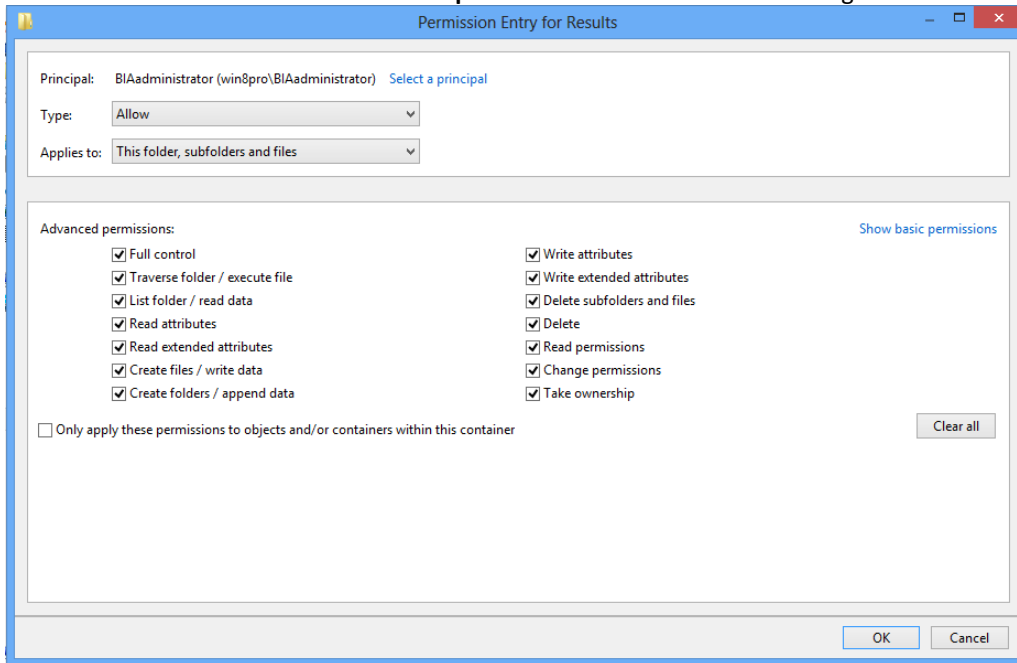 Permission Entry for Results
Principal: BIAadministrator (win8pro\BIAadministrator) Select a principal
Type: Allow
Applies to: This folder, subfolders and files
Advanced permissions: Show basic permissions
Full control Write attributes
Traverse folder / execute file Write extended attributes
List folder / read data Delete subfolders and files
Read attributes Delete
Read extended attributes Read permissions
Create files / write data Change permissions
Create folders / append data Take ownership
Only apply these permissions to objects and/or containers within this container Clear all
OK Cancel